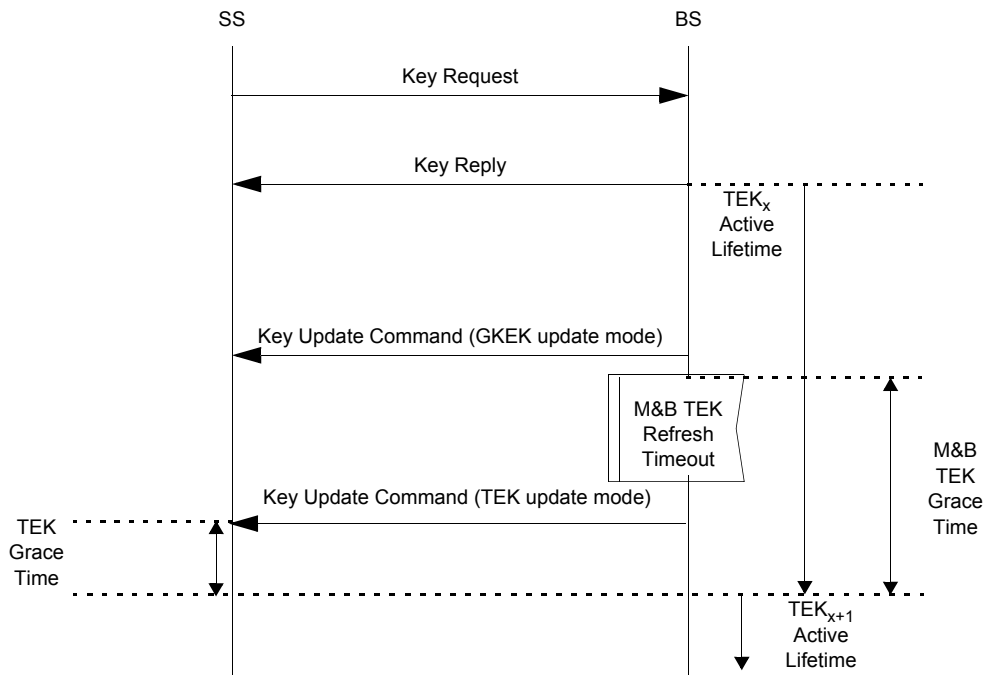 SS
BS
Key Request
Key Reply
TEKx
Active
Lifetime
Key Update Command (GKEK update mode)
M&B TEK
Refresh
Timeout
M&B
TEK
Grace
Time
Key Update Command (TEK update mode)
TEK
Grace
Time
TEKx+1
Active
Lifetime